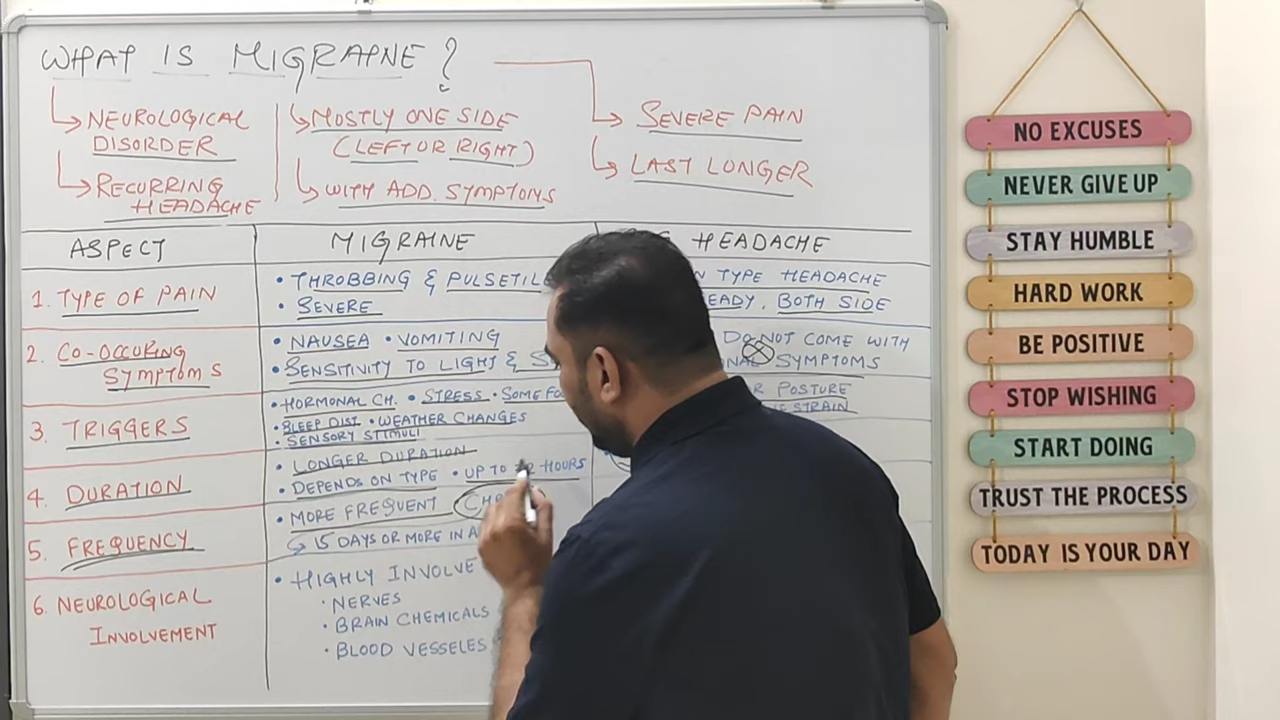 WHAT IS MIGRAINE ?
NEUROLOGICAL
DISORDER
RECURRING
HEADACHE
MOSTLY ONE SIDE
(LEFT OR RIGHT)
WITH ADD. SYMPTOMS
SEVERE PAIN
LAST LONGER
ASPECT
MIGRAINE
HEADACHE
1. TYPE OF PAIN
• THROBBING & PULSETILE
• SEVERE
TYPE HEADACHE
BOTH SIDE
2. CO-OCCURING
SYMPTOMS
• NAUSEA • VOMITING
• SENSITIVITY TO LIGHT &
DO NOT COME WITH
SYMPTOMS
3. TRIGGERS
• HORMONAL CH. • STRESS • SOME
• SLEEP DIST. • WEATHER CHANGES
• SENSORY STIMULI
POSTURE
STRAIN
4. DURATION
• LONGER DURATION
• DEPENDS ON TYPE • UP TO 72 HOURS
5. FREQUENCY
• MORE FREQUENT
15 DAYS OR MORE IN A
6. NEUROLOGICAL
INVOLVEMENT
• HIGHLY INVOLVE
• NERVES
• BRAIN CHEMICALS
• BLOOD VESSELES
NO EXCUSES
NEVER GIVE UP
STAY HUMBLE
HARD WORK
BE POSITIVE
STOP WISHING
START DOING
TRUST THE PROCESS
TODAY IS YOUR DAY